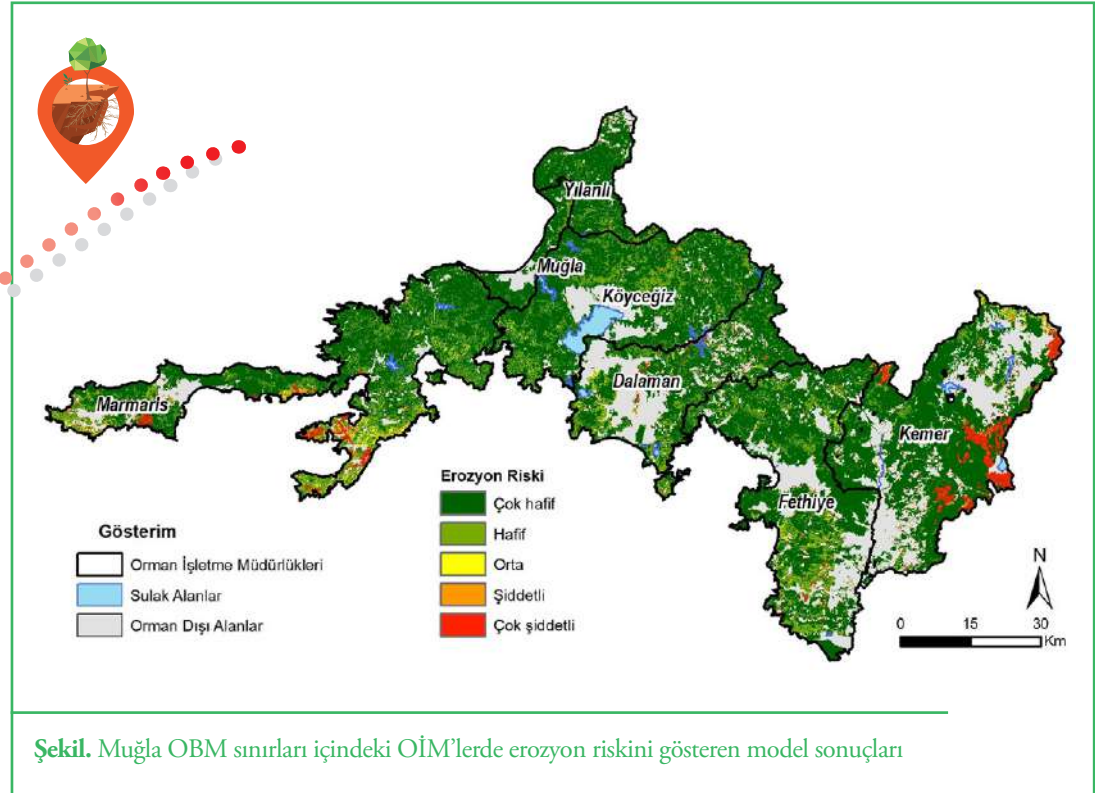 Yılanlı
Muğla
Köyceğiz
Marmaris
Dalaman
Kemer
Fethiye
Gösterim
Orman İşletme Müdürlükleri
Sulak Alanlar
Orman Dışı Alanlar
Erozyon Riski
Çok hafif
Hafif
Orta
Şiddetli
Çok şiddetli
N
0 15 30
Km
Şekil. Muğla OBM sınırları içindeki OİM’lerde erozyon riskini gösteren model sonuçları